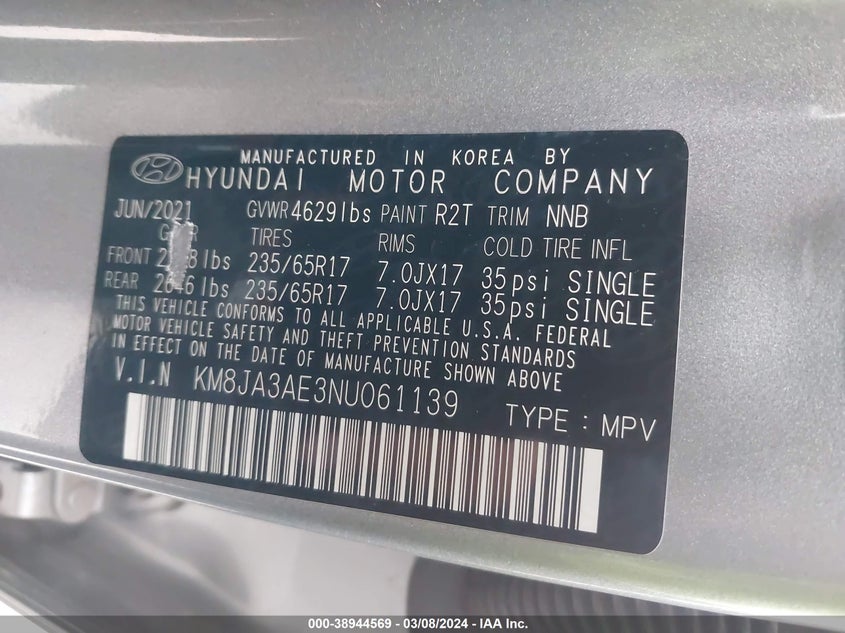 MANUFACTURED IN KOREA BY
HYUNDAI MOTOR COMPANY
JUN/2021 GVWR 4629lbs PAINT R2T TRIM NNB
TIRES RIMS COLD TIRE INFL
FRONT lbs 235/65R17 7.0JX17 35psi SINGLE
REAR lbs 235/65R17 7.0JX17 35psi SINGLE
THIS VEHICLE CONFORMS TO ALL APPLICABLE U.S.A. FEDERAL
MOTOR VEHICLE SAFETY AND THEFT PREVENTION STANDARDS
IN EFFECT ON THE DATE OF MANUFACTURE SHOWN ABOVE
V.I.N KM8JA3AE3NU061139 TYPE : MPV
000-38944569 - 03/08/2024 - IAA Inc.